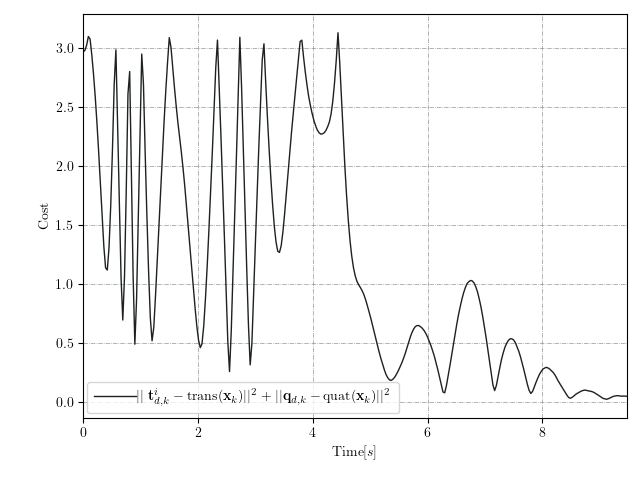 3.0
2.5
2.0
1.5
1.0
0.5
0.0
Cost
|| t^i_{d,k} − trans(x_k)||² + ||q_{d,k} − quat(x_k)||²
0 2 4 6 8
Time[s]